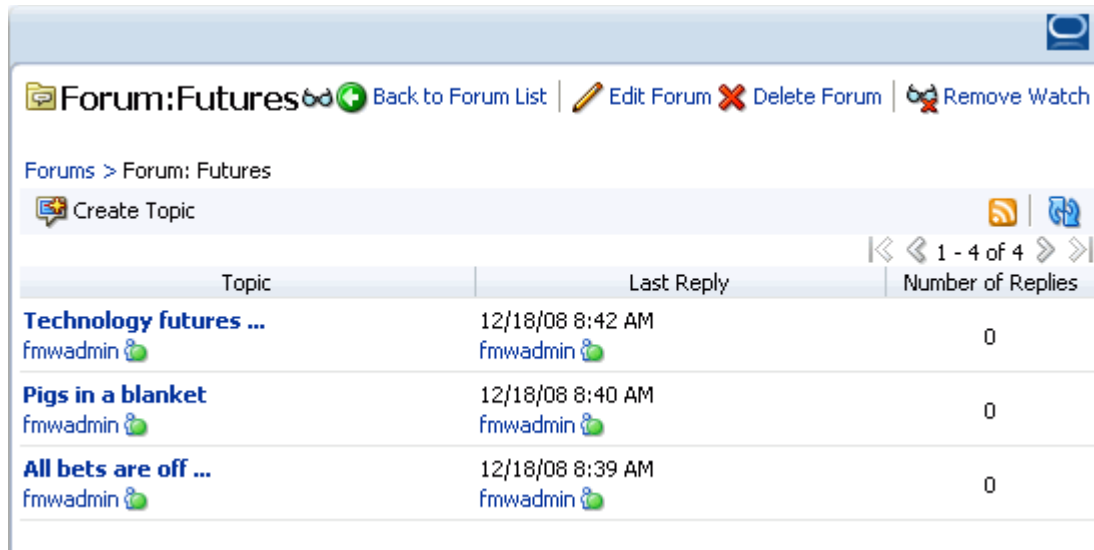 Forum:Futures Back to Forum List Edit Forum Delete Forum Remove Watch
Forums > Forum: Futures
Create Topic
1 - 4 of 4
Topic Last Reply Number of Replies
Technology futures ... 12/18/08 8:42 AM 0
fmwadmin fmwadmin
Pigs in a blanket 12/18/08 8:40 AM 0
fmwadmin fmwadmin
All bets are off ... 12/18/08 8:39 AM 0
fmwadmin fmwadmin